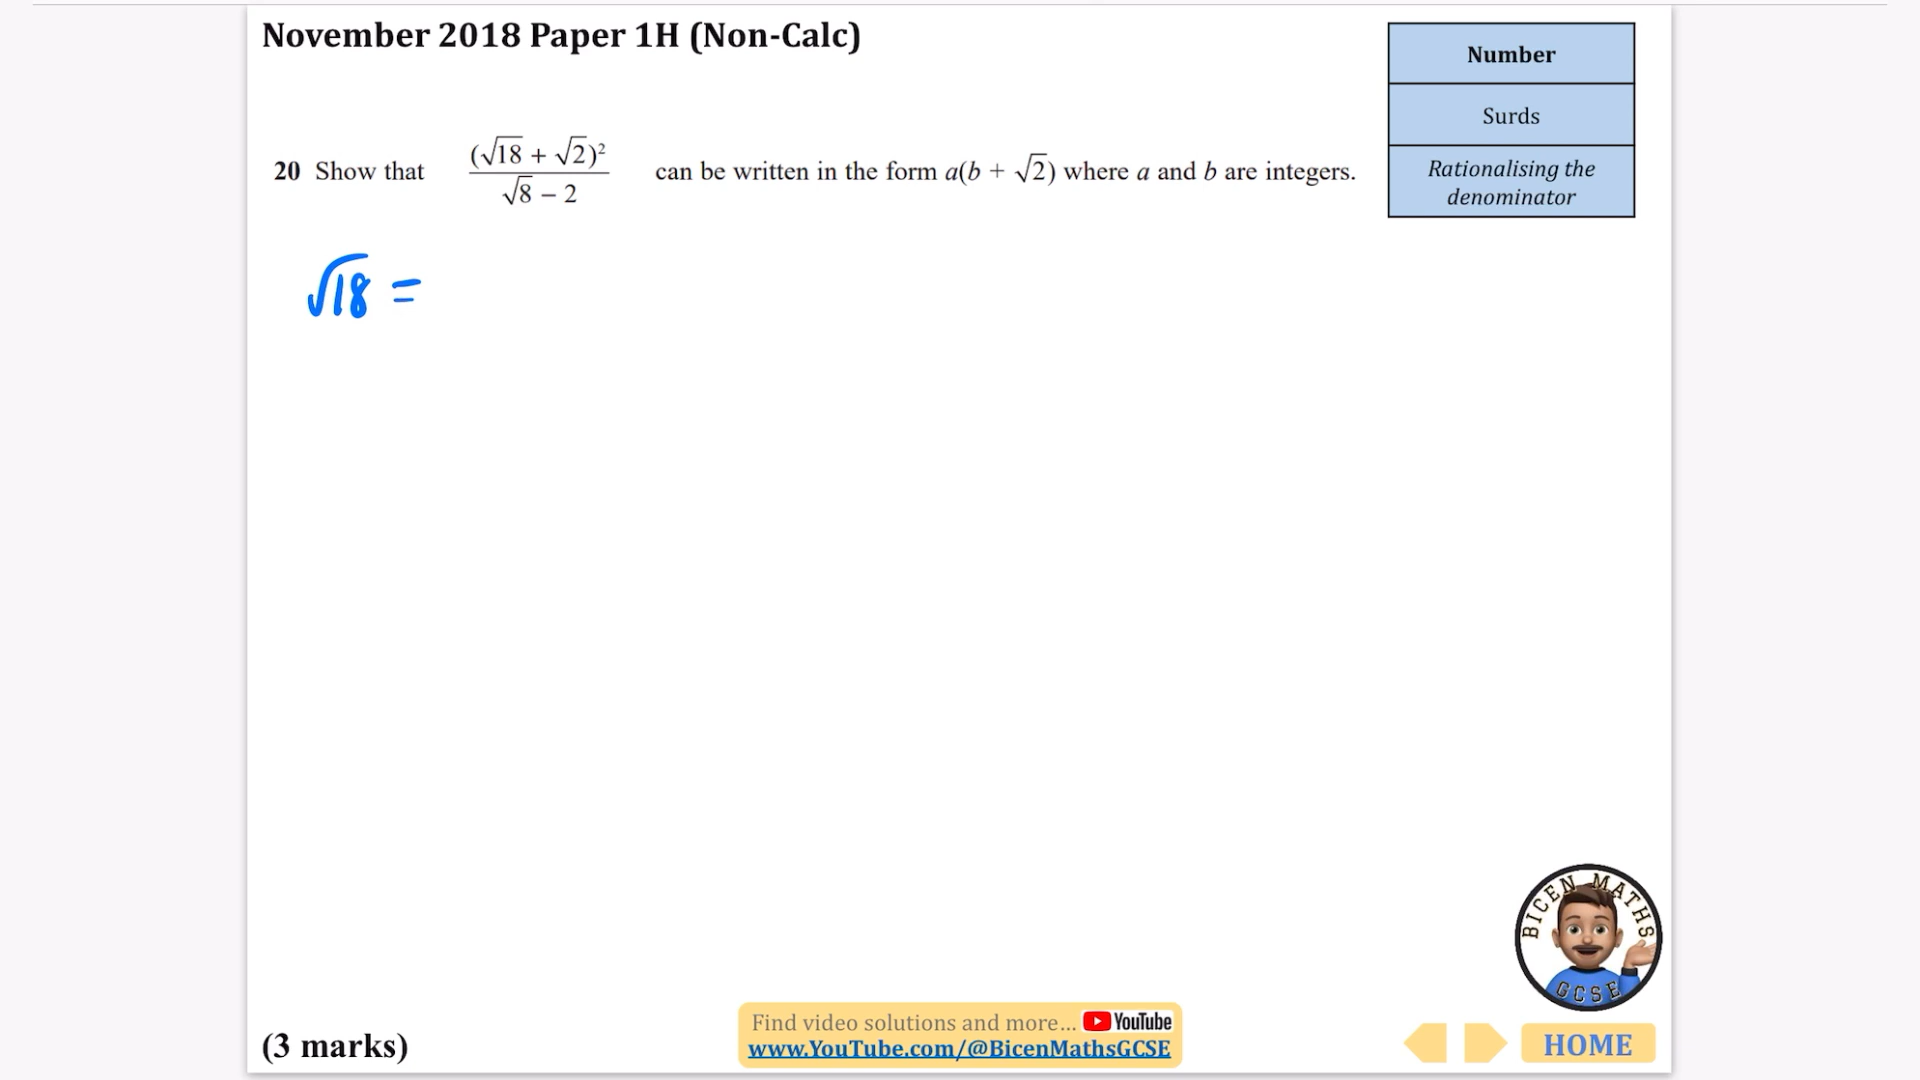 November 2018 Paper 1H (Non-Calc)
Number
Surds
Rationalising the
denominator
20 Show that (√18 + √2)² / √8 – 2 can be written in the form a(b + √2) where a and b are integers.
√18 =
BICEN MATHS
GCSE
(3 marks)
Find video solutions and more... YouTube
www.YouTube.com/@BicenMathsGCSE
HOME